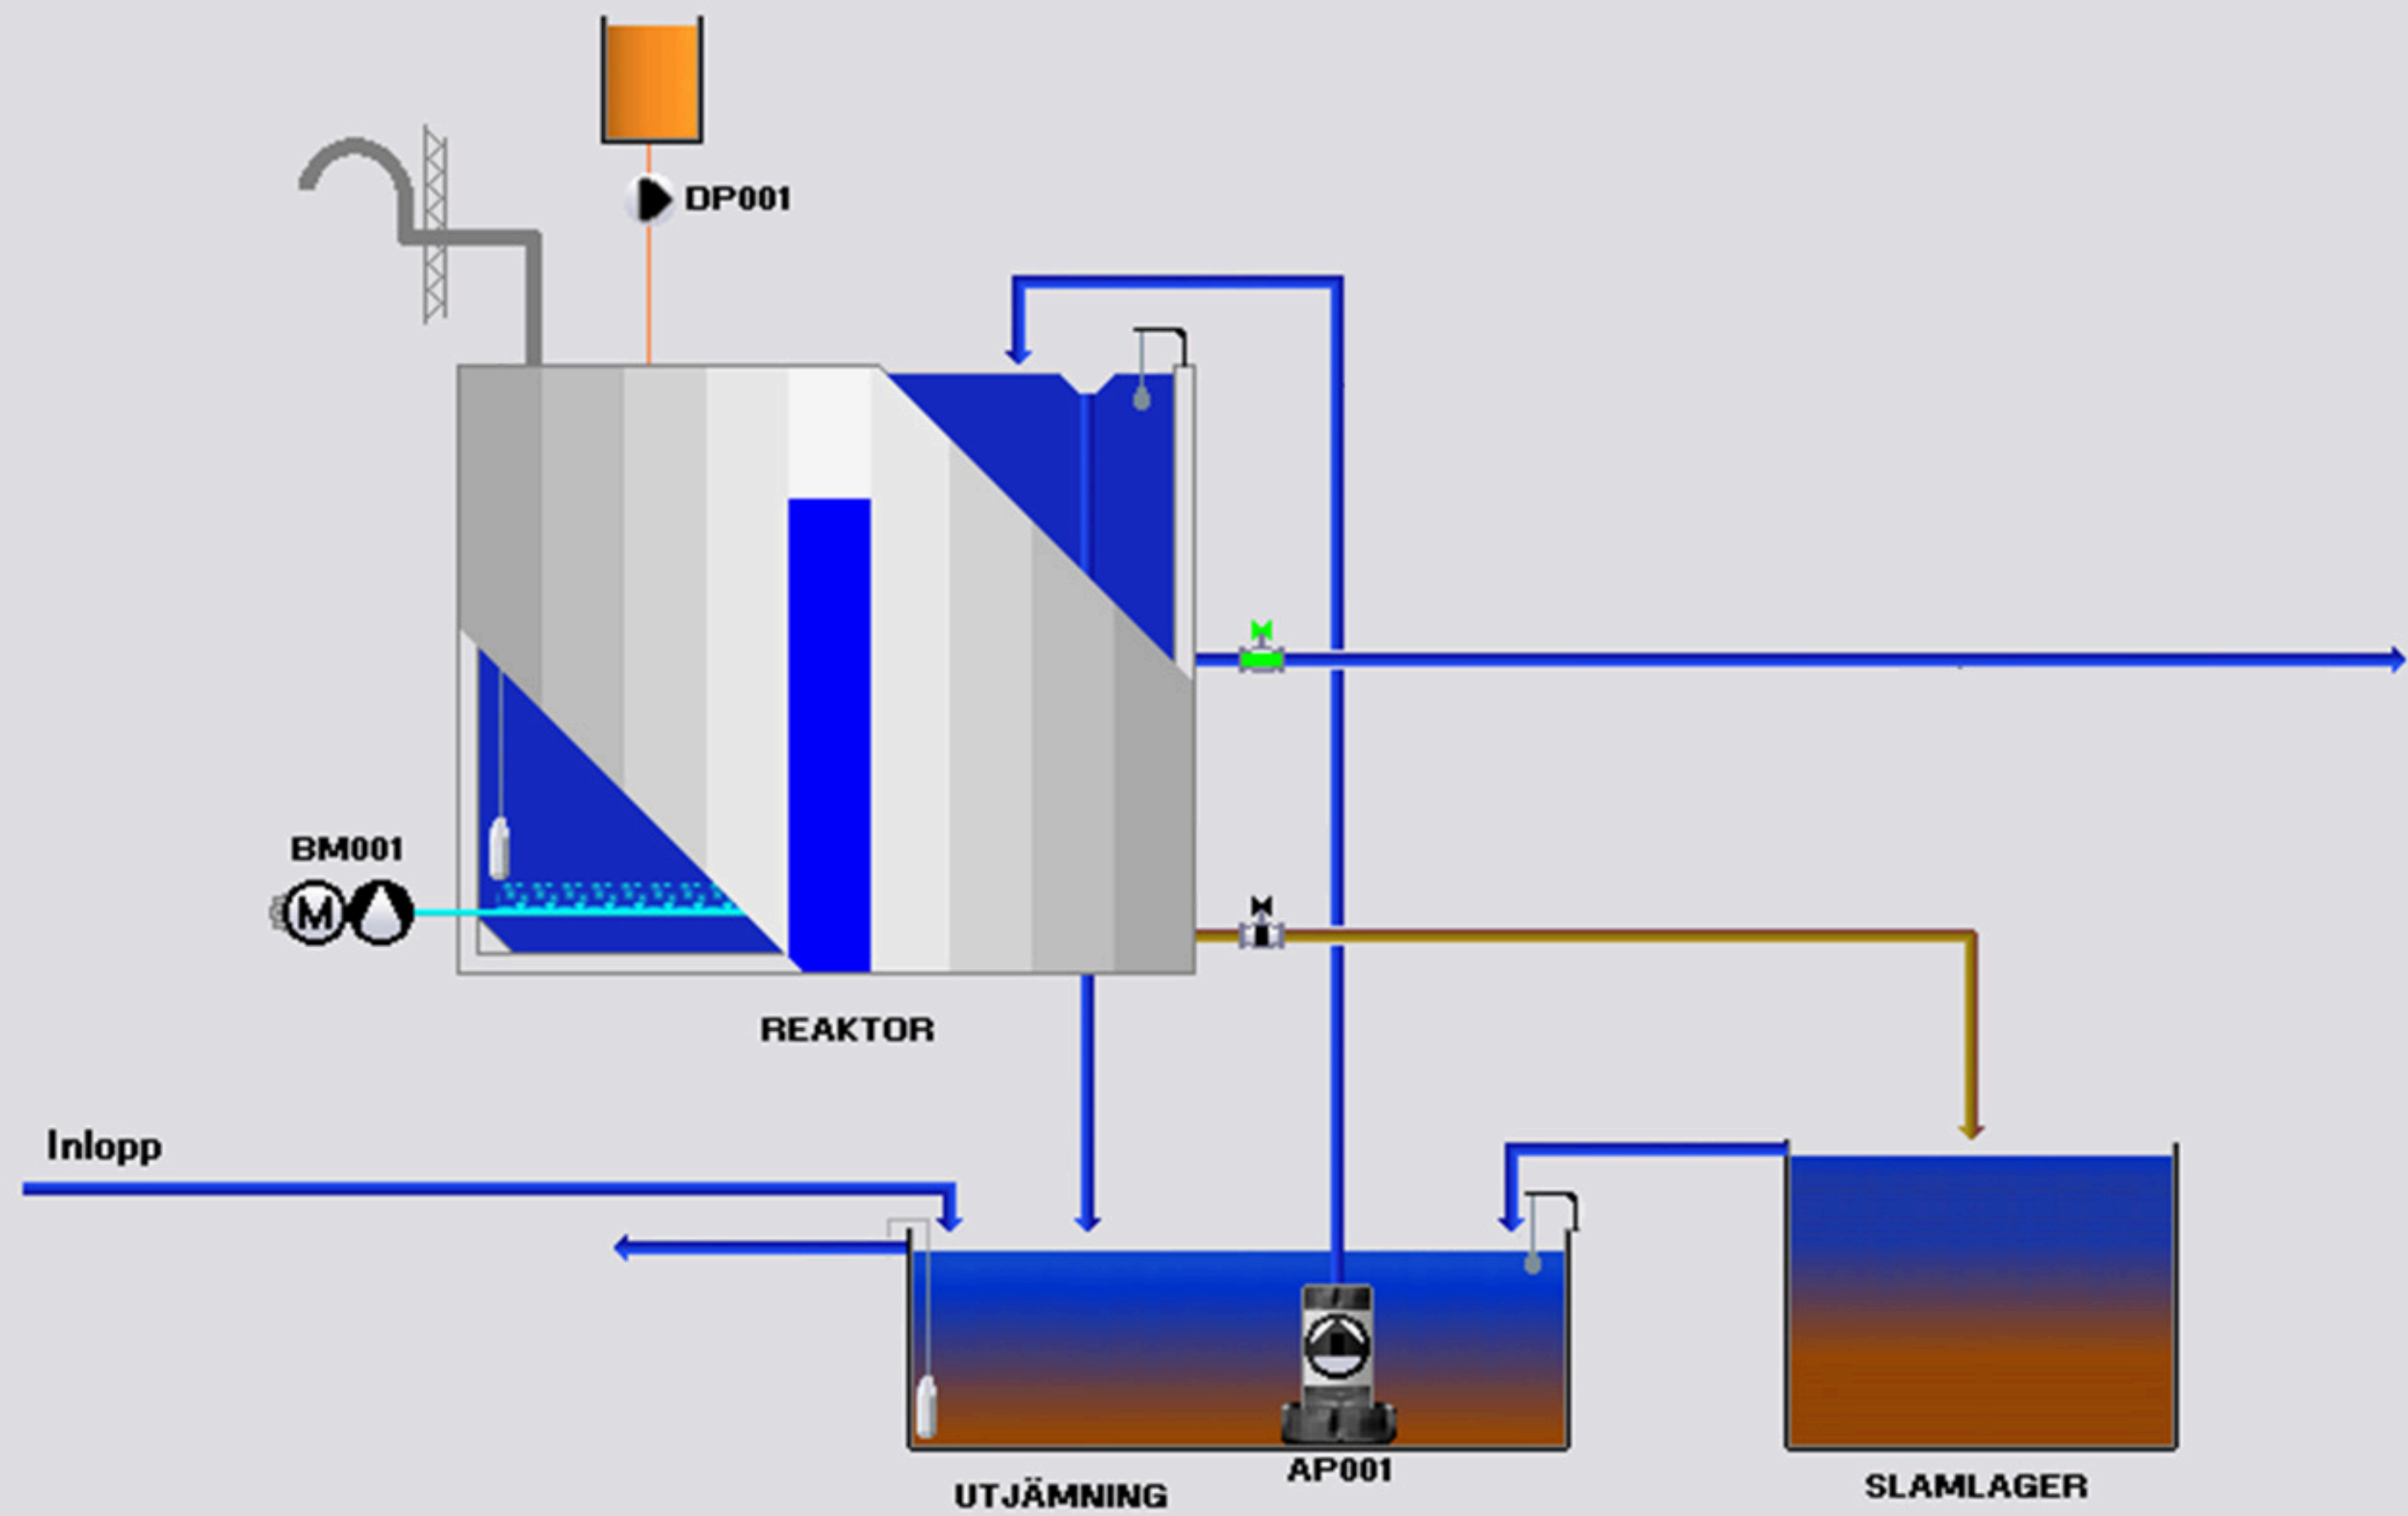 DP001
BM001
M
REAKTOR
Inlopp
AP001
UTJÄMNING
SLAMLAGER